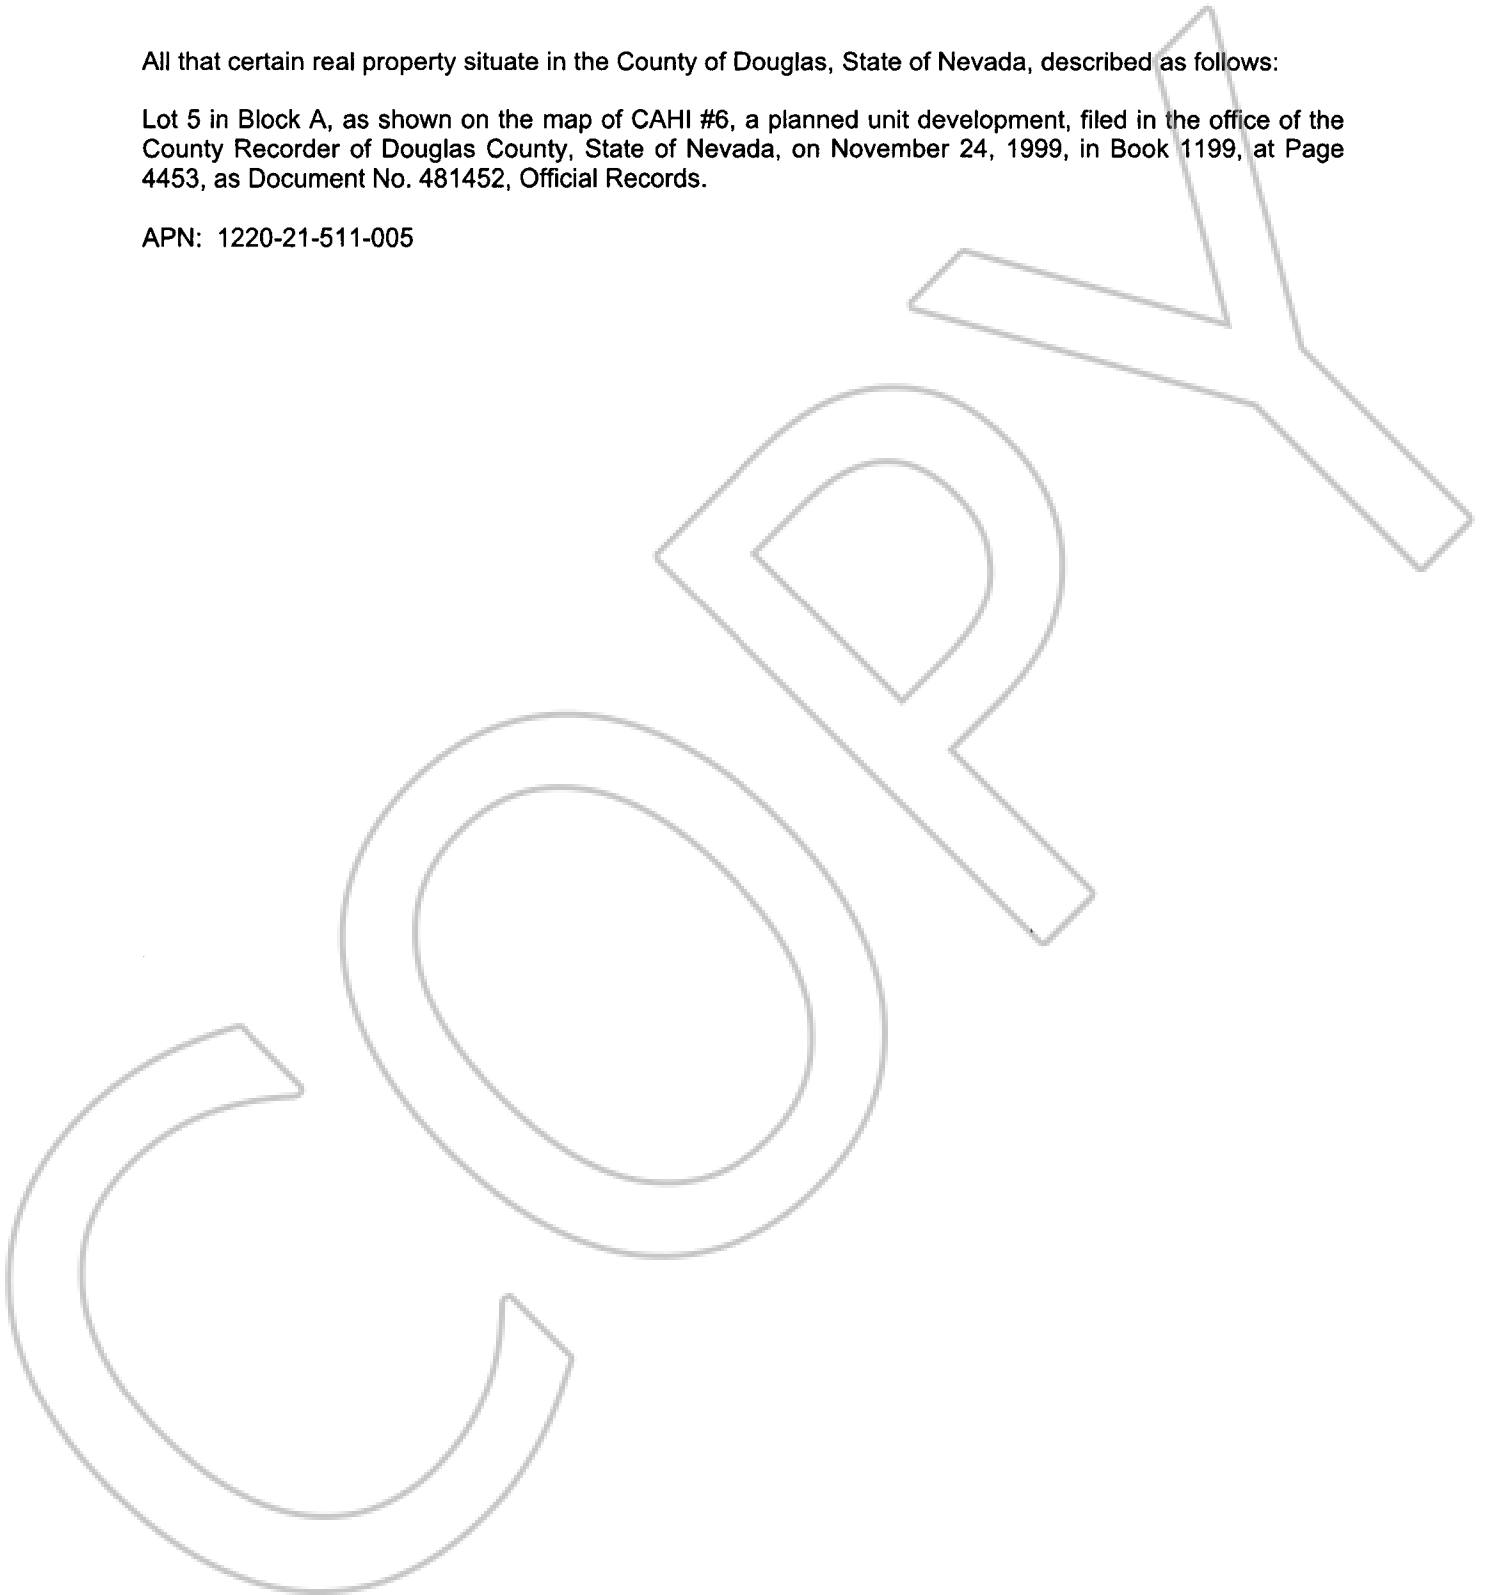 All that certain real property situate in the County of Douglas, State of Nevada, described as follows:
Lot 5 in Block A, as shown on the map of CAHI #6, a planned unit development, filed in the office of the
County Recorder of Douglas County, State of Nevada, on November 24, 1999, in Book 1199, at Page
4453, as Document No. 481452, Official Records.
APN: 1220-21-511-005
COPY